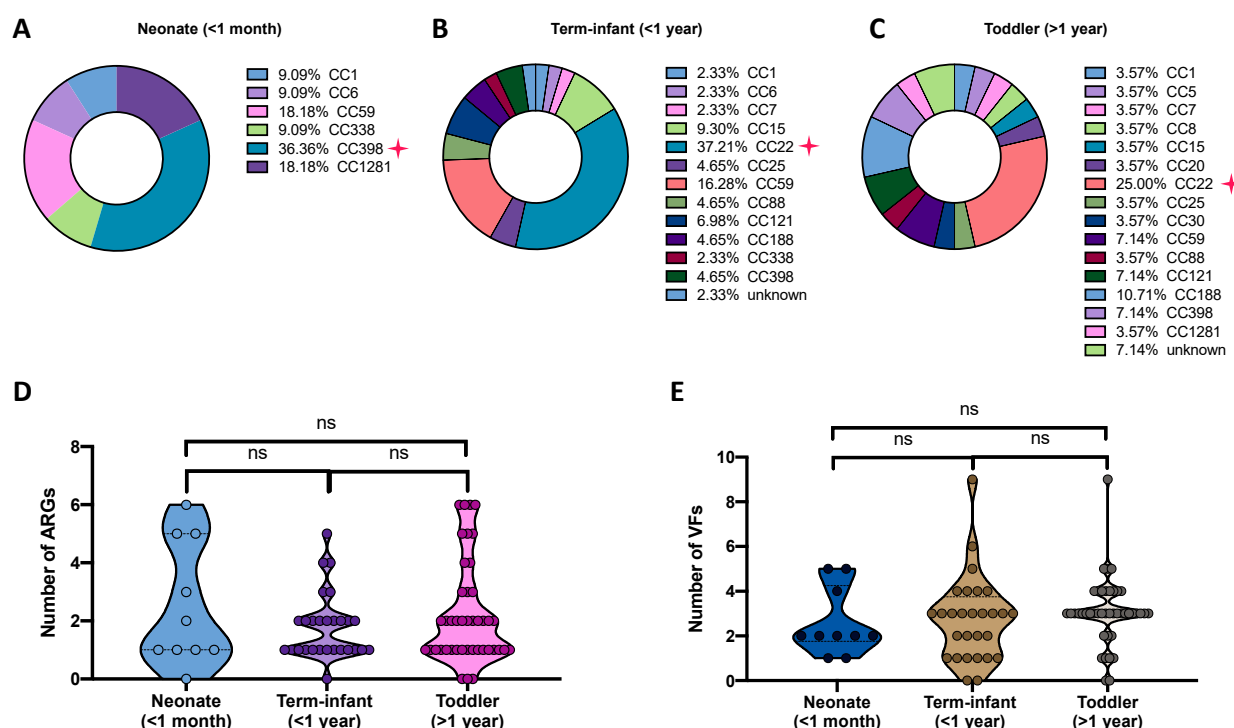 A
Neonate (<1 month)
9.09% CC1
9.09% CC6
18.18% CC59
9.09% CC338
36.36% CC398
18.18% CC1281
B
Term-infant (<1 year)
2.33% CC1
2.33% CC6
2.33% CC7
9.30% CC15
37.21% CC22
4.65% CC25
16.28% CC59
4.65% CC88
6.98% CC121
4.65% CC188
2.33% CC338
4.65% CC398
2.33% unknown
C
Toddler (>1 year)
3.57% CC1
3.57% CC5
3.57% CC7
3.57% CC8
3.57% CC15
3.57% CC20
25.00% CC22
3.57% CC25
3.57% CC30
7.14% CC59
3.57% CC88
7.14% CC121
10.71% CC188
7.14% CC398
3.57% CC1281
7.14% unknown
D
ns
ns ns
Number of ARGs
8
6
4
2
0
Neonate
(<1 month)
Term-infant
(<1 year)
Toddler
(>1 year)
E
ns
ns ns
Number of VFs
10
8
6
4
2
0
Neonate
(<1 month)
Term-infant
(<1 year)
Toddler
(>1 year)